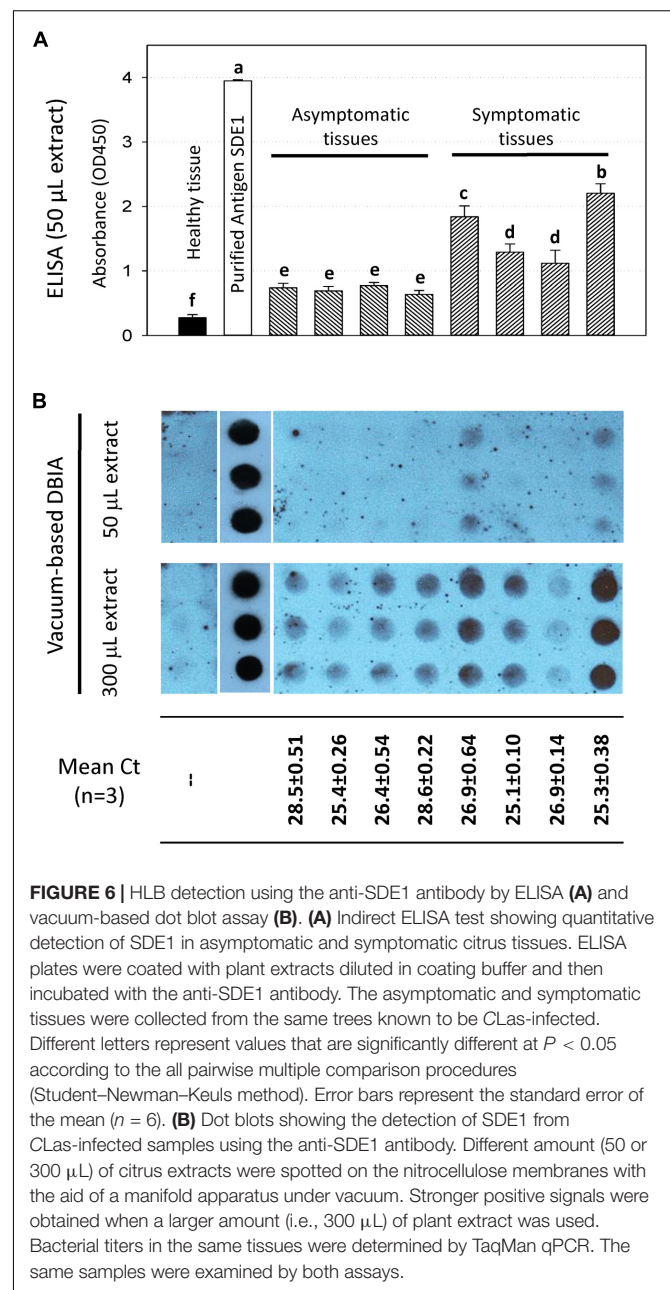 A
ELISA (50 µL extract)
Absorbance (OD450)
4
3
2
1
0
Healthy tissue
Purified Antigen SDE1
Asymptomatic
tissues
Symptomatic
tissues
f
a
e
e
e
e
c
d
d
b
B
Vacuum-based DBIA
50 µL extract
300 µL extract
Mean Ct
(n=3)
--
28.5±0.51
25.4±0.26
26.4±0.54
28.6±0.22
26.9±0.64
25.1±0.10
26.9±0.14
25.3±0.38
FIGURE 6 | HLB detection using the anti-SDE1 antibody by ELISA (A) and
vacuum-based dot blot assay (B). (A) Indirect ELISA test showing quantitative
detection of SDE1 in asymptomatic and symptomatic citrus tissues. ELISA
plates were coated with plant extracts diluted in coating buffer and then
incubated with the anti-SDE1 antibody. The asymptomatic and symptomatic
tissues were collected from the same trees known to be CLas-infected.
Different letters represent values that are significantly different at P < 0.05
according to the all pairwise multiple comparison procedures
(Student–Newman–Keuls method). Error bars represent the standard error of
the mean (n = 6). (B) Dot blots showing the detection of SDE1 from
CLas-infected samples using the anti-SDE1 antibody. Different amount (50 or
300 µL) of citrus extracts were spotted on the nitrocellulose membranes with
the aid of a manifold apparatus under vacuum. Stronger positive signals were
obtained when a larger amount (i.e., 300 µL) of plant extract was used.
Bacterial titers in the same tissues were determined by TaqMan qPCR. The
same samples were examined by both assays.